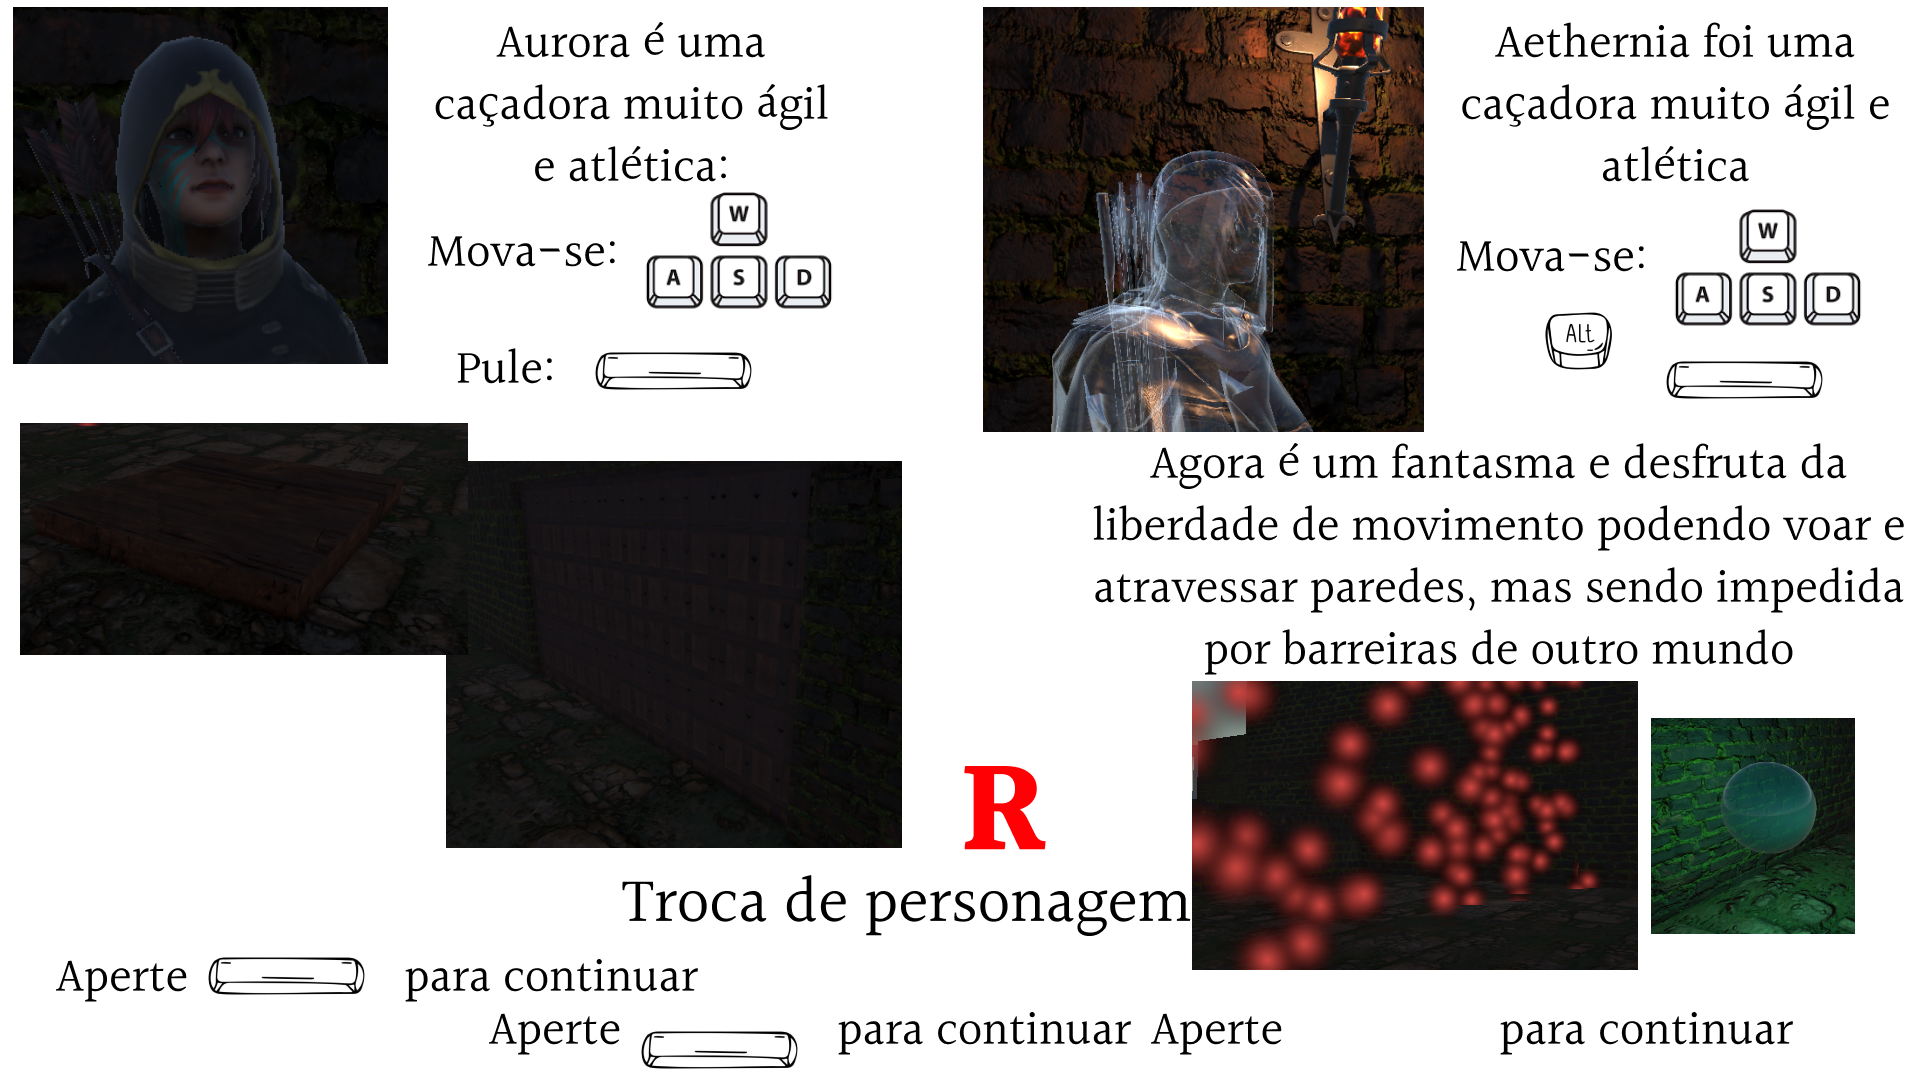 Aurora é uma
caçadora muito ágil
e atlética:
Mova-se:
W
A S D
Pule:
Aethernia foi uma
caçadora muito ágil e
atlética
Mova-se:
W
A S D
Alt
Agora é um fantasma e desfruta da
liberdade de movimento podendo voar e
atravessar paredes, mas sendo impedida
por barreiras de outro mundo
R
Troca de personagem
Aperte para continuar
Aperte para continuar
Aperte para continuar